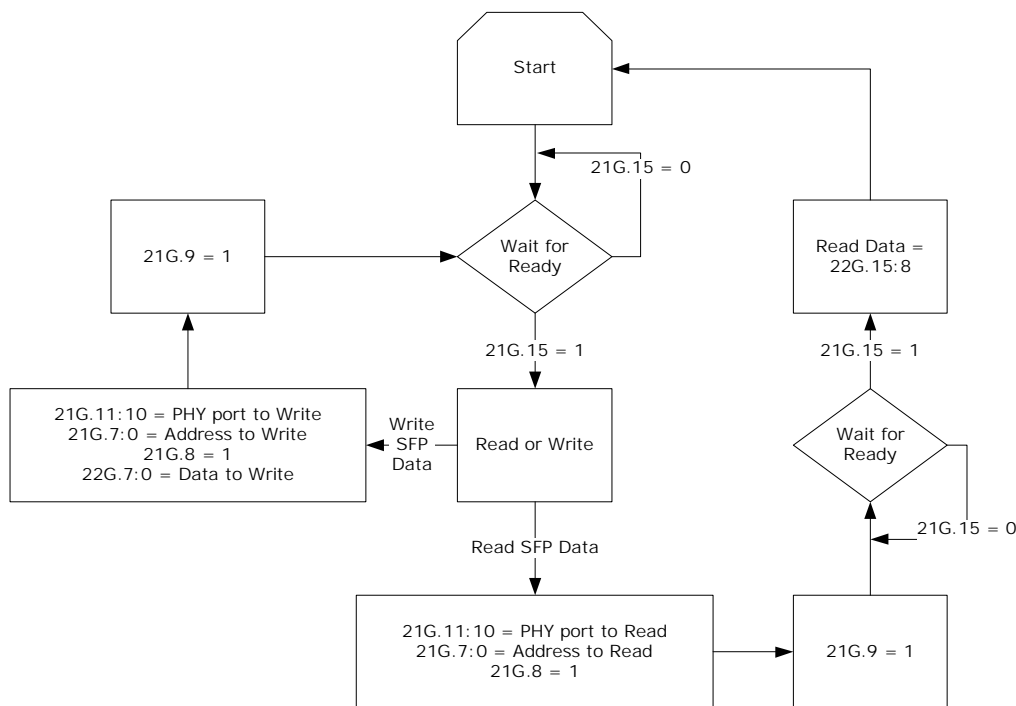 Start
21G.15 = 0
21G.9 = 1
Wait for
Ready
Read Data =
22G.15:8
21G.15 = 1
21G.15 = 1
21G.11:10 = PHY port to Write
21G.7:0 = Address to Write
21G.8 = 1
22G.7:0 = Data to Write
Write
SFP
Data
Read or Write
Wait for
Ready
21G.15 = 0
Read SFP Data
21G.11:10 = PHY port to Read
21G.7:0 = Address to Read
21G.8 = 1
21G.9 = 1